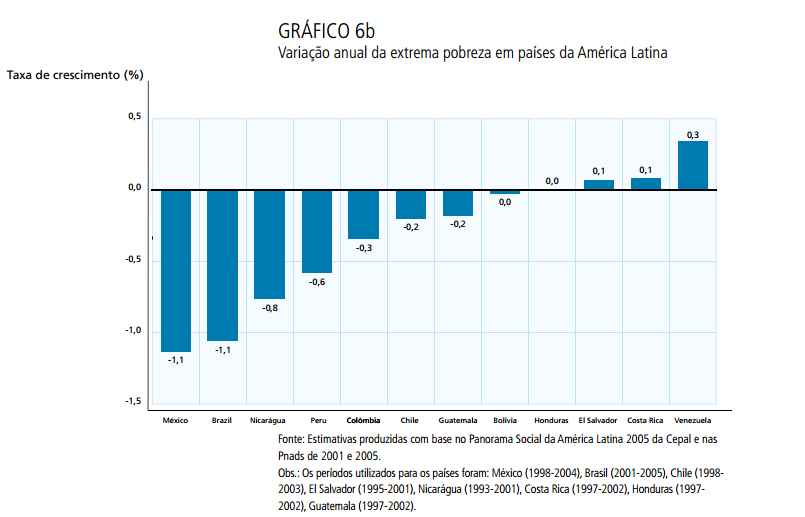 GRÁFICO 6b
Variação anual da extrema pobreza em países da América Latina
Taxa de crescimento (%)
0,5
0,0
-0,5
-1,0
-1,5
-1,1
-1,1
-0,8
-0,6
-0,3
-0,2
-0,2
0,0
0,0
0,1
0,1
0,3
México Brazil Nicarágua Peru Colômbia Chile Guatemala Bolívia Honduras El Salvador Costa Rica Venezuela
Fonte: Estimativas produzidas com base no Panorama Social da América Latina 2005 da Cepal e nas
Pnads de 2001 e 2005.
Obs.: Os períodos utilizados para os países foram: México (1998-2004), Brasil (2001-2005), Chile (1998-
2003), El Salvador (1995-2001), Nicarágua (1993-2001), Costa Rica (1997-2002), Honduras (1997-
2002), Guatemala (1997-2002).